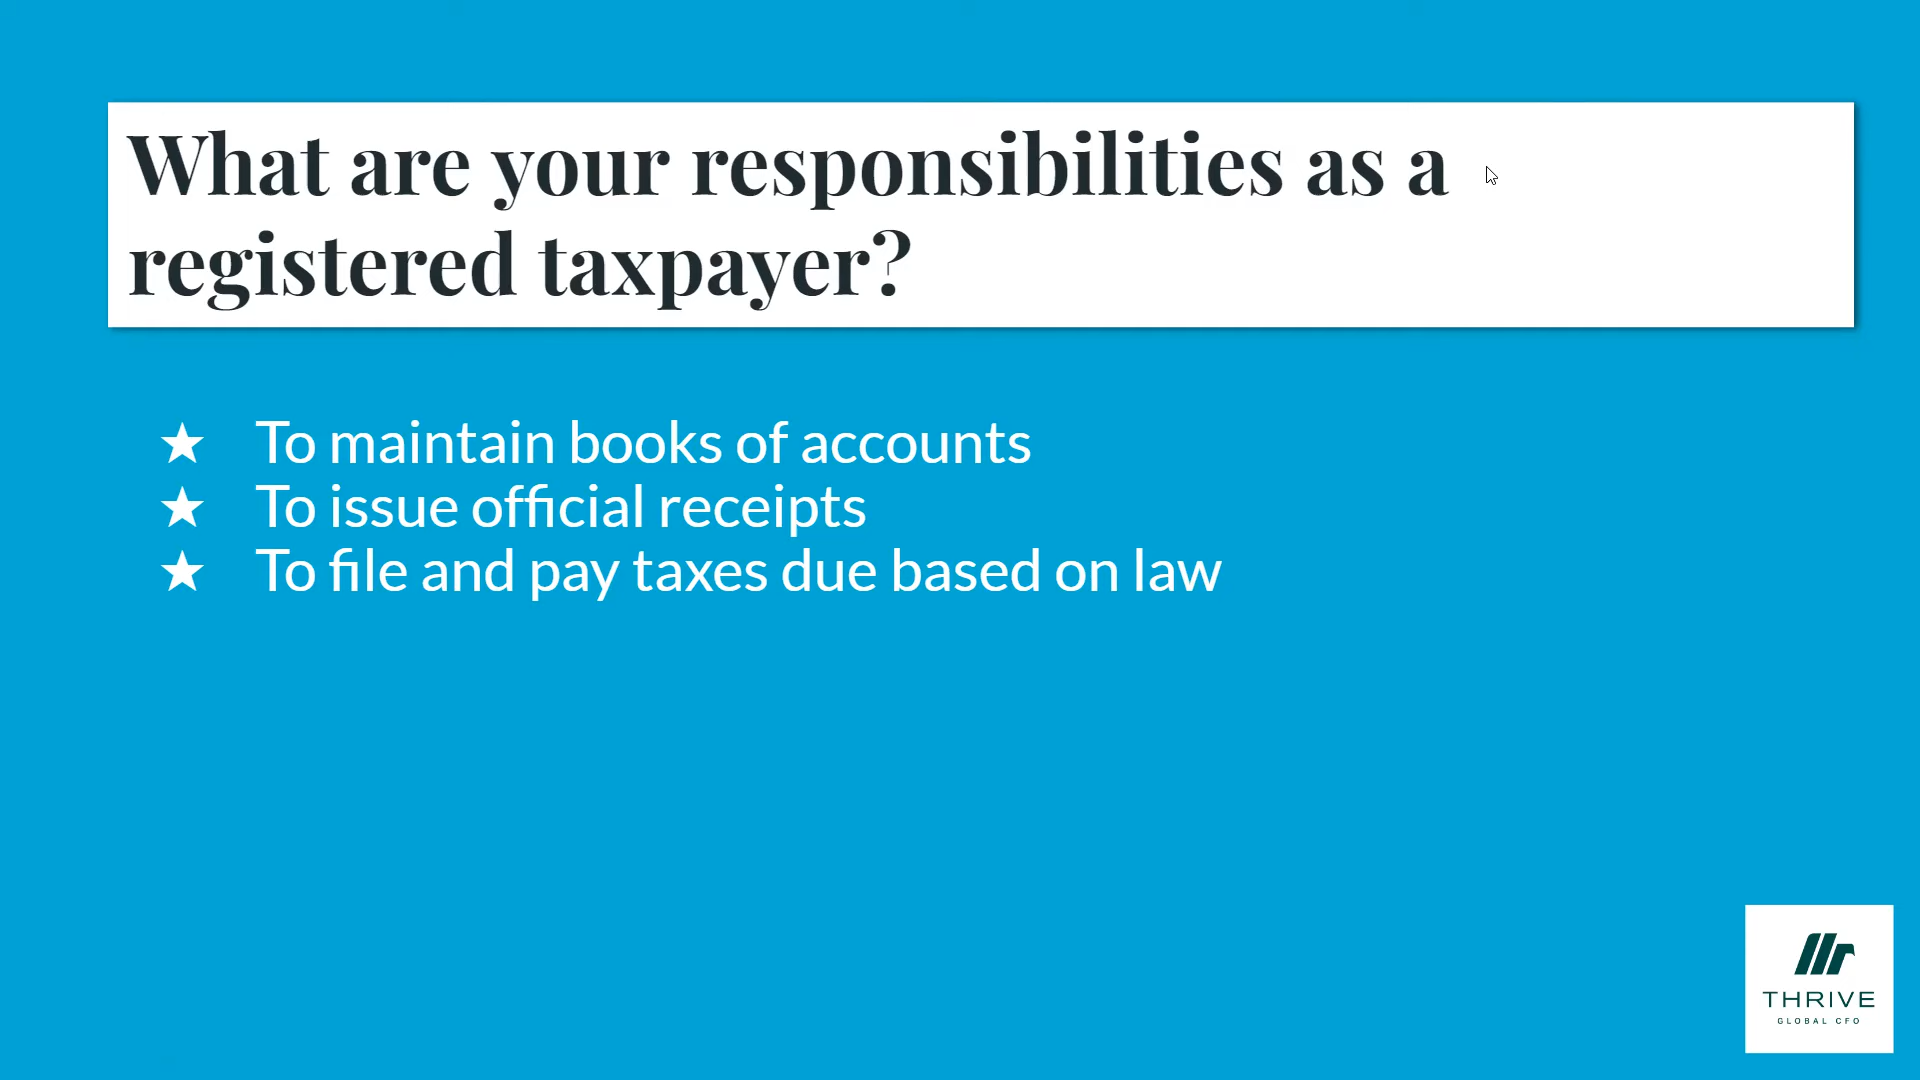 What are your responsibilities as a
registered taxpayer?
★ To maintain books of accounts
★ To issue official receipts
★ To file and pay taxes due based on law
THRIVE
GLOBAL CFO